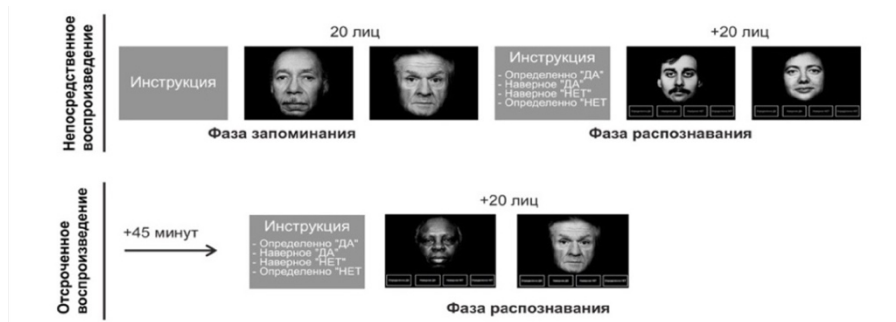 Непосредственное
воспроизведение
20 лиц
+20 лиц
Инструкция
Инструкция
- Определенно "ДА"
- Наверное "ДА"
- Наверное "НЕТ"
- Определенно "НЕТ
Фаза запоминания
Фаза распознавания
Отсроченное
воспроизведение
+45 минут
+20 лиц
Инструкция
- Определенно "ДА"
- Наверное "ДА"
- Наверное "НЕТ"
- Определенно "НЕТ
Фаза распознавания